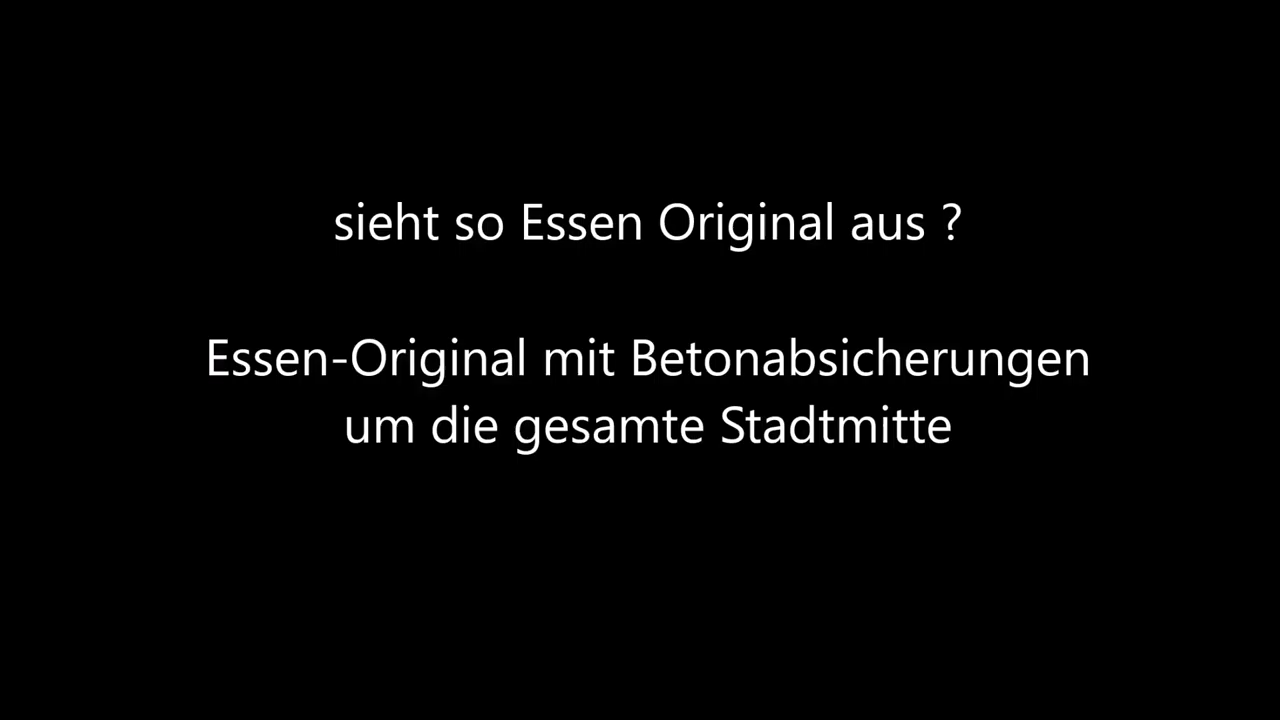 sieht so Essen Original aus ?
Essen-Original mit Betonabsicherungen
um die gesamte Stadtmitte